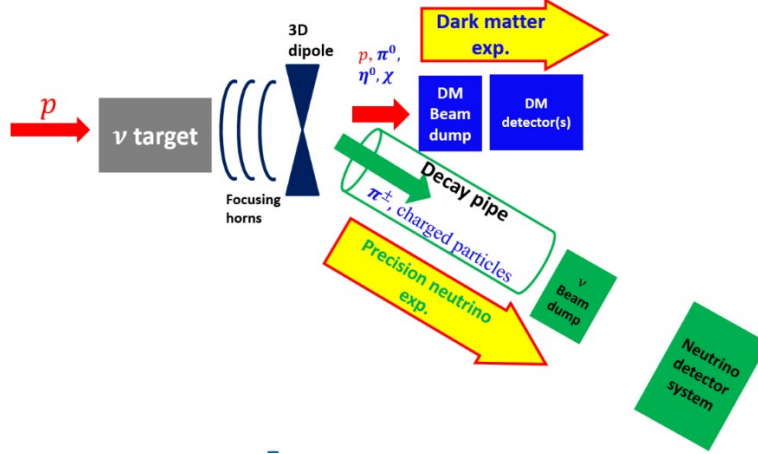 3D
dipole
Dark matter
exp.
p, π⁰,
η⁰, χ
p
ν target
DM
Beam
dump
DM
detector(s)
Focusing
horns
Decay pipe
π±, charged particles
Precision neutrino
exp.
ν
Beam
dump
Neutrino
detector
system